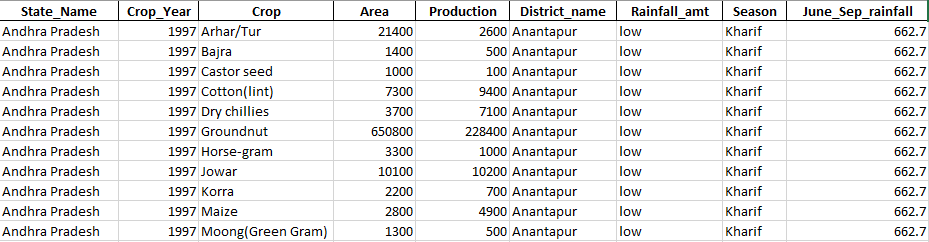 State_Name Crop_Year Crop Area Production District_name Rainfall_amt Season June_Sep_rainfall
Andhra Pradesh 1997 Arhar/Tur 21400 2600 Anantapur low Kharif 662.7
Andhra Pradesh 1997 Bajra 1400 500 Anantapur low Kharif 662.7
Andhra Pradesh 1997 Castor seed 1000 100 Anantapur low Kharif 662.7
Andhra Pradesh 1997 Cotton(lint) 7300 9400 Anantapur low Kharif 662.7
Andhra Pradesh 1997 Dry chillies 3700 7100 Anantapur low Kharif 662.7
Andhra Pradesh 1997 Groundnut 650800 228400 Anantapur low Kharif 662.7
Andhra Pradesh 1997 Horse-gram 3300 1000 Anantapur low Kharif 662.7
Andhra Pradesh 1997 Jowar 10100 10200 Anantapur low Kharif 662.7
Andhra Pradesh 1997 Korra 2200 700 Anantapur low Kharif 662.7
Andhra Pradesh 1997 Maize 2800 4900 Anantapur low Kharif 662.7
Andhra Pradesh 1997 Moong(Green Gram) 1300 500 Anantapur low Kharif 662.7